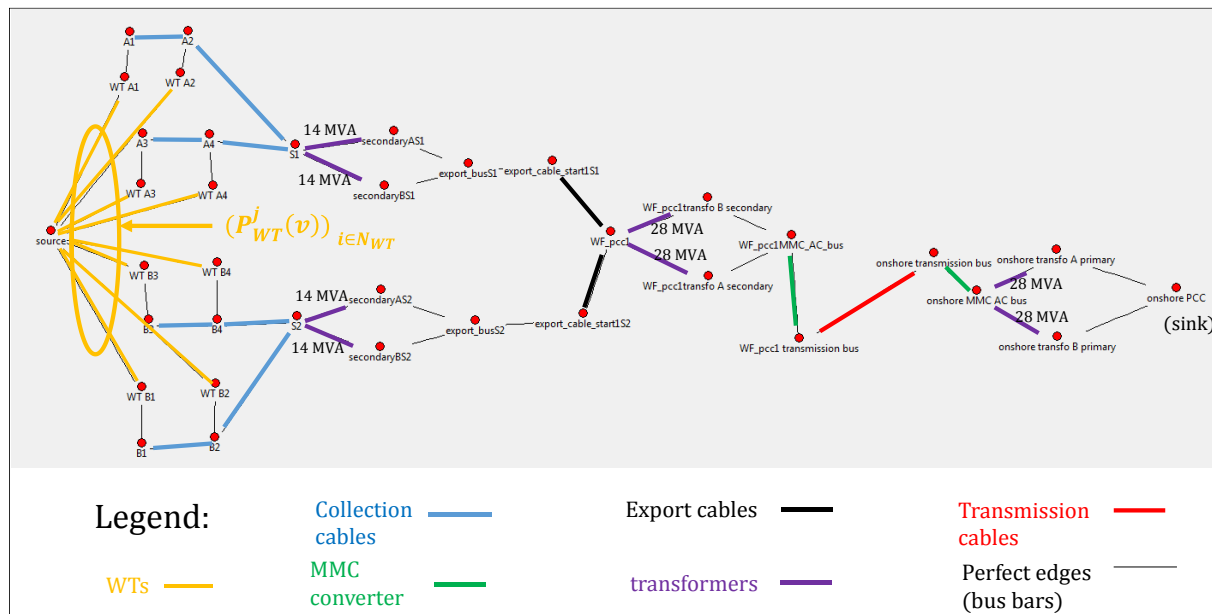 A1
A2
WT A1
WT A2
A3
A4
WT A3
WT A4
source
(P^j_WT(v)) i∈N_WT
WT B3
WT B4
B3
B4
WT B1
WT B2
B1
B2
S1
S2
14 MVA
14 MVA
secondaryAS1
secondaryBS1
export_busS1
export_cable_start1S1
14 MVA
14 MVA
secondaryAS2
secondaryBS2
export_busS2
export_cable_start1S2
WF_pcc1
WF_pcc1transfo B secondary
28 MVA
28 MVA
WF_pcc1transfo A secondary
WF_pcc1MMC_AC_bus
WF_pcc1 transmission bus
onshore transmission bus
onshore MMC AC bus
onshore transfo A primary
28 MVA
28 MVA
onshore transfo B primary
onshore PCC
(sink)
Legend:
Collection
cables
Export cables
Transmission
cables
WTs
MMC
converter
transformers
Perfect edges
(bus bars)